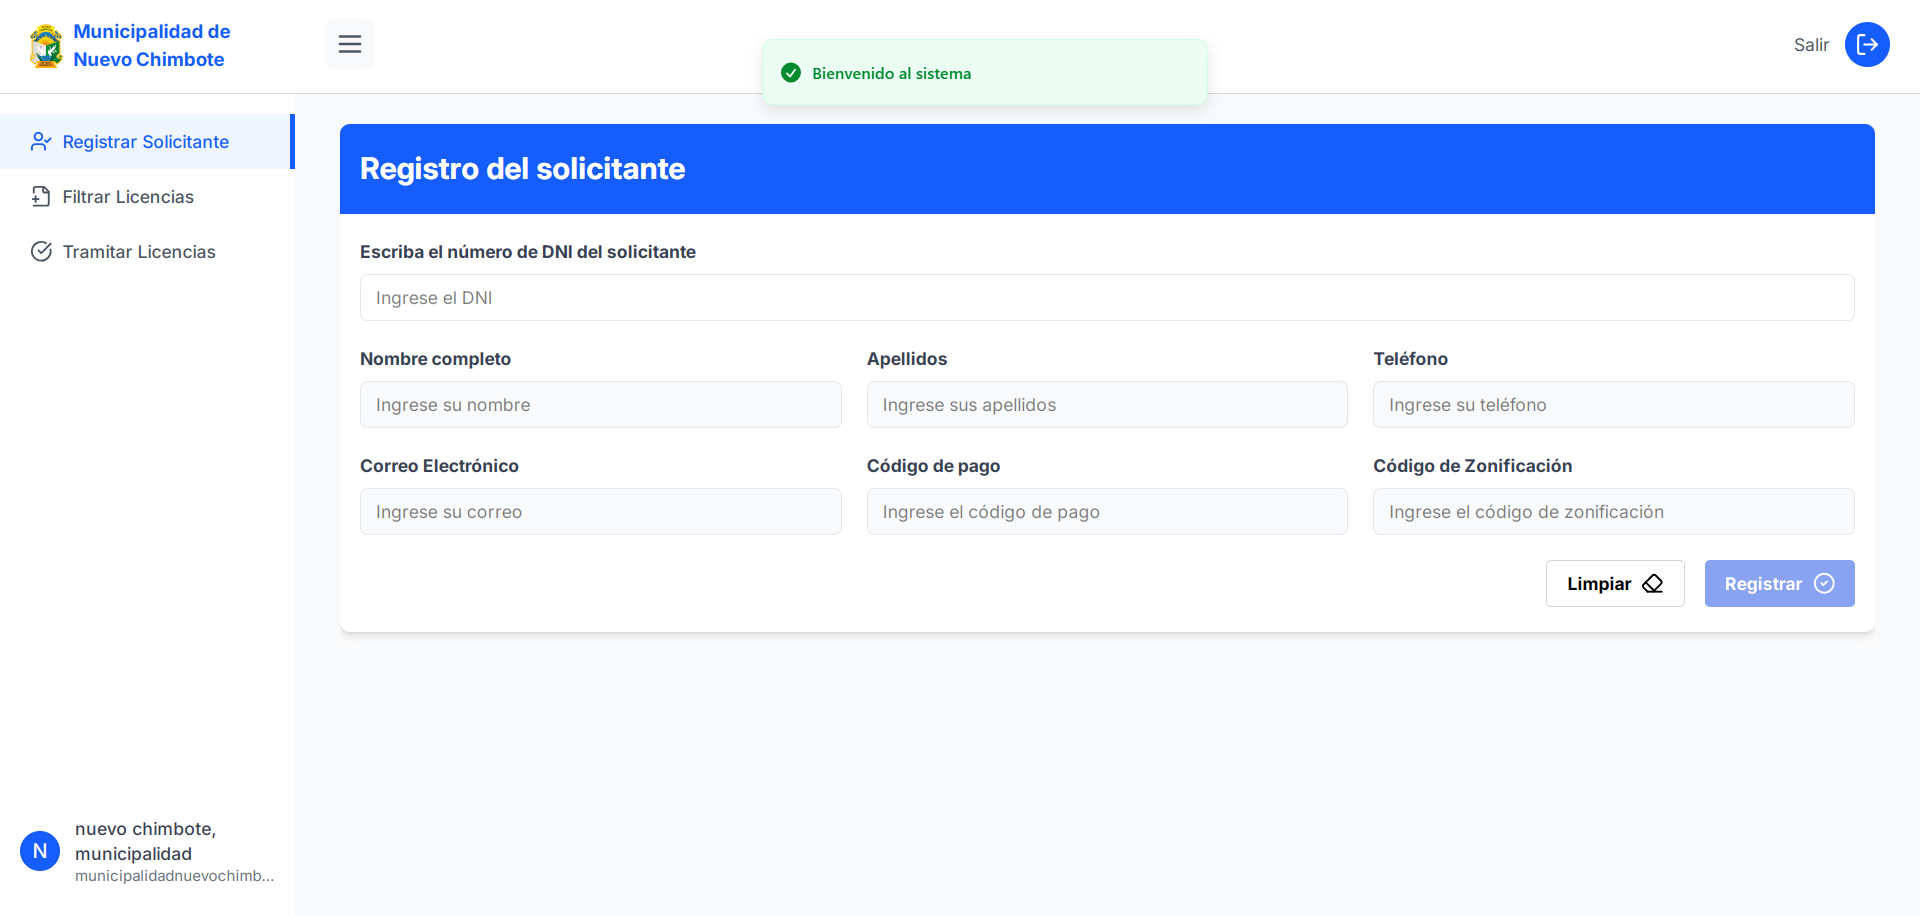 Municipalidad de
Nuevo Chimbote
Bienvenido al sistema
Salir
Registrar Solicitante
Filtrar Licencias
Tramitar Licencias
Registro del solicitante
Escriba el número de DNI del solicitante
Ingrese el DNI
Nombre completo
Apellidos
Teléfono
Ingrese su nombre
Ingrese sus apellidos
Ingrese su teléfono
Correo Electrónico
Código de pago
Código de Zonificación
Ingrese su correo
Ingrese el código de pago
Ingrese el código de zonificación
Limpiar
Registrar
N
nuevo chimbote,
municipalidad
municipalidadnuevochimb...